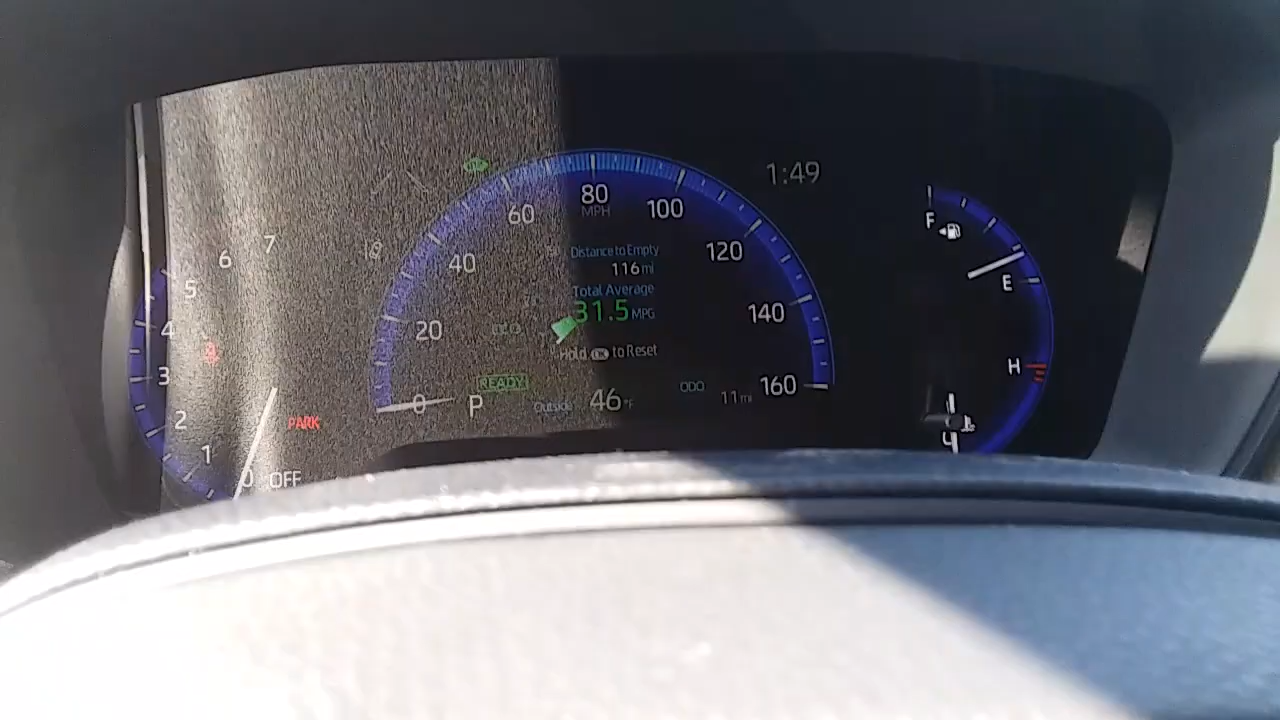 1:49
80
MPH
60
100
40
120
20
140
0
160
Distance to Empty
116 mi
Total Average
31.5 MPG
Hold OK to Reset
READY
P
Outside 46°F
ODO 11 mi
7
6
5
4
3
2
1
0
OFF
PARK
F
E
H